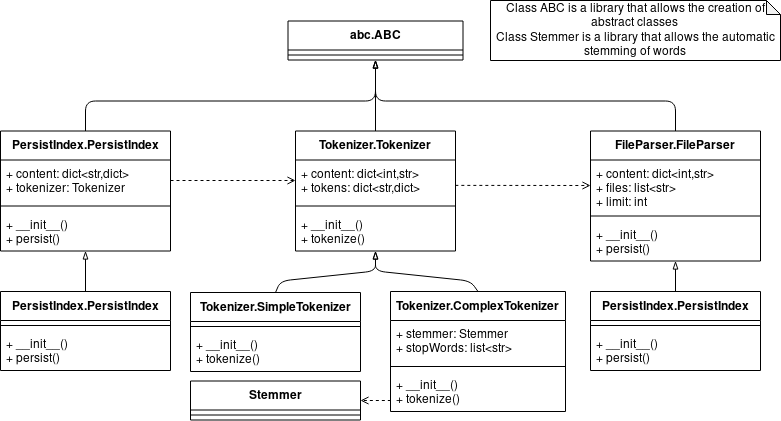 Class ABC is a library that allows the creation of
abstract classes
Class Stemmer is a library that allows the automatic
stemming of words
abc.ABC
PersistIndex.PersistIndex
+ content: dict<str,dict>
+ tokenizer: Tokenizer
+ __init__()
+ persist()
Tokenizer.Tokenizer
+ content: dict<int,str>
+ tokens: dict<str,dict>
+ __init__()
+ tokenize()
FileParser.FileParser
+ content: dict<int,str>
+ files: list<str>
+ limit: int
+ __init__()
+ persist()
PersistIndex.PersistIndex
+ __init__()
+ persist()
Tokenizer.SimpleTokenizer
+ __init__()
+ tokenize()
Tokenizer.ComplexTokenizer
+ stemmer: Stemmer
+ stopWords: list<str>
+ __init__()
+ tokenize()
PersistIndex.PersistIndex
+ __init__()
+ persist()
Stemmer